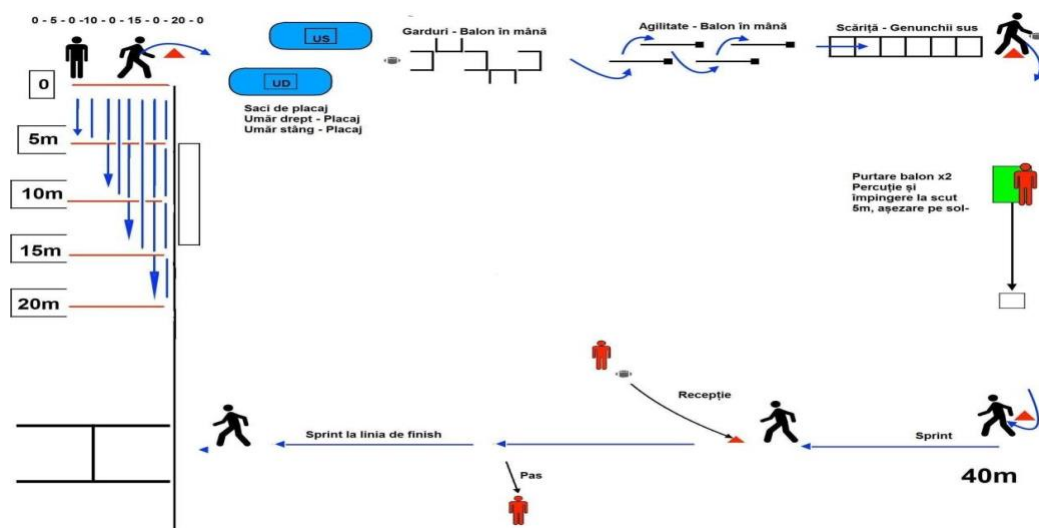 0 - 5 - 0 -10 - 0 - 15 - 0 - 20 - 0
US
UD
Saci de placaj
Umăr drept - Placaj
Umăr stâng - Placaj
Garduri - Balon în mână
Agilitate - Balon în mână
Scăriță - Genunchii sus
0
5m
10m
15m
20m
Purtare balon x2
Percuție și
împingere la scut
5m, așezare pe sol-
Recepție
Sprint la linia de finish
Sprint
Pas
40m